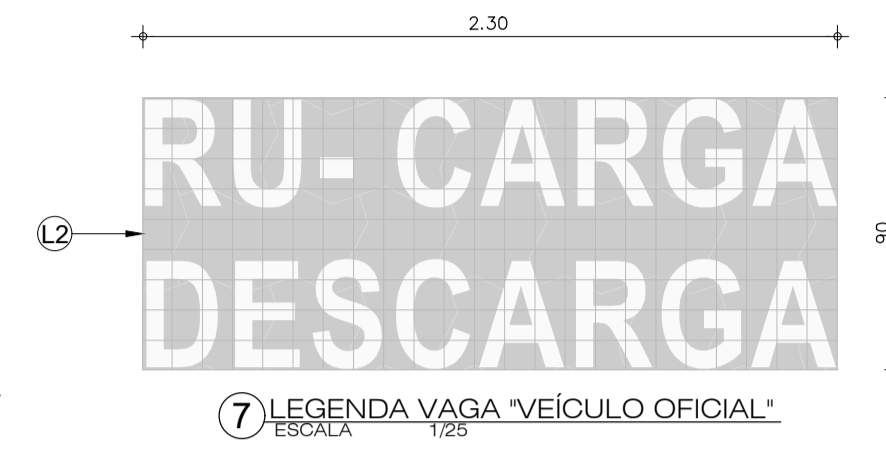 2.30
RU- CARGA
L2
DESCARGA
7 LEGENDA VAGA "VEÍCULO OFICIAL"
ESCALA 1/25